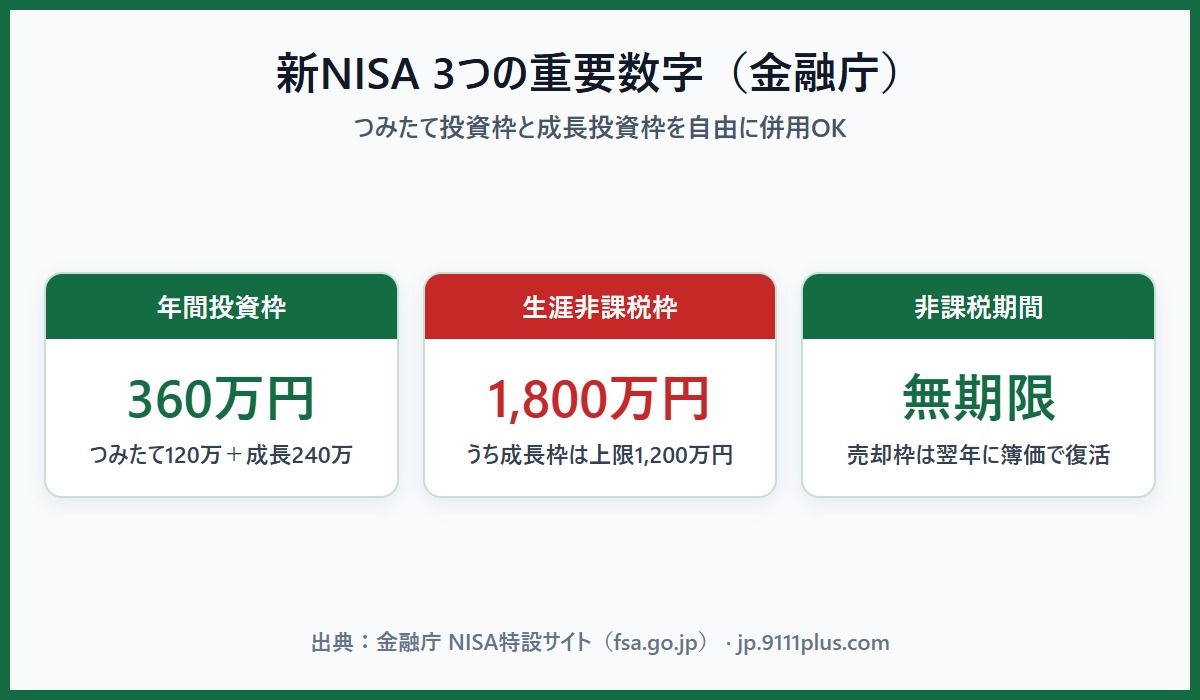 新NISA 3つの重要数字（金融庁）
つみたて投資枠と成長投資枠を自由に併用OK
年間投資枠
360万円
つみたて120万＋成長240万
生涯非課税枠
1,800万円
うち成長枠は上限1,200万円
非課税期間
無期限
売却枠は翌年に簿価で復活
出典：金融庁 NISA特設サイト（fsa.go.jp） · jp.9111plus.com